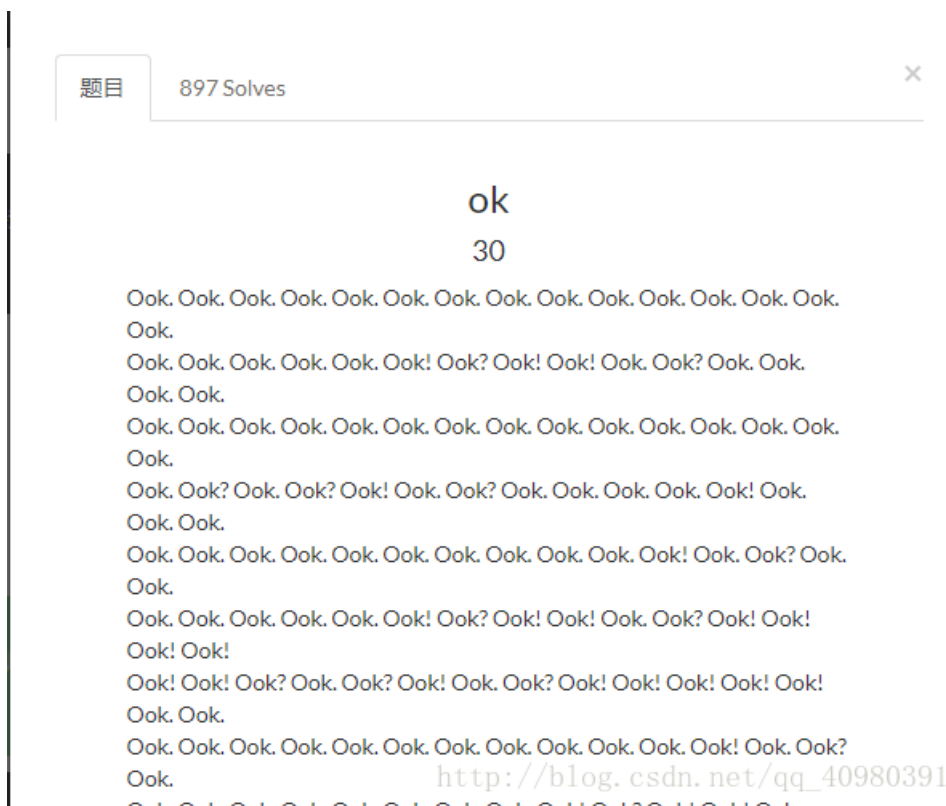 题目 897 Solves ×
ok
30
Ook. Ook. Ook. Ook. Ook. Ook. Ook. Ook. Ook. Ook. Ook. Ook. Ook. Ook.
Ook.
Ook. Ook. Ook. Ook. Ook. Ook! Ook? Ook! Ook! Ook. Ook? Ook. Ook.
Ook. Ook.
Ook. Ook. Ook. Ook. Ook. Ook. Ook. Ook. Ook. Ook. Ook. Ook. Ook. Ook.
Ook.
Ook. Ook? Ook. Ook? Ook! Ook. Ook? Ook. Ook. Ook. Ook. Ook! Ook.
Ook. Ook.
Ook. Ook. Ook. Ook. Ook. Ook. Ook. Ook. Ook. Ook. Ook! Ook. Ook? Ook.
Ook.
Ook. Ook. Ook. Ook. Ook. Ook! Ook? Ook! Ook! Ook. Ook? Ook! Ook!
Ook! Ook!
Ook! Ook! Ook? Ook. Ook? Ook! Ook. Ook? Ook! Ook! Ook! Ook! Ook!
Ook. Ook.
Ook. Ook. Ook. Ook. Ook. Ook. Ook. Ook. Ook. Ook. Ook. Ook! Ook. Ook?
Ook.
http://blog.csdn.net/qq_40980391